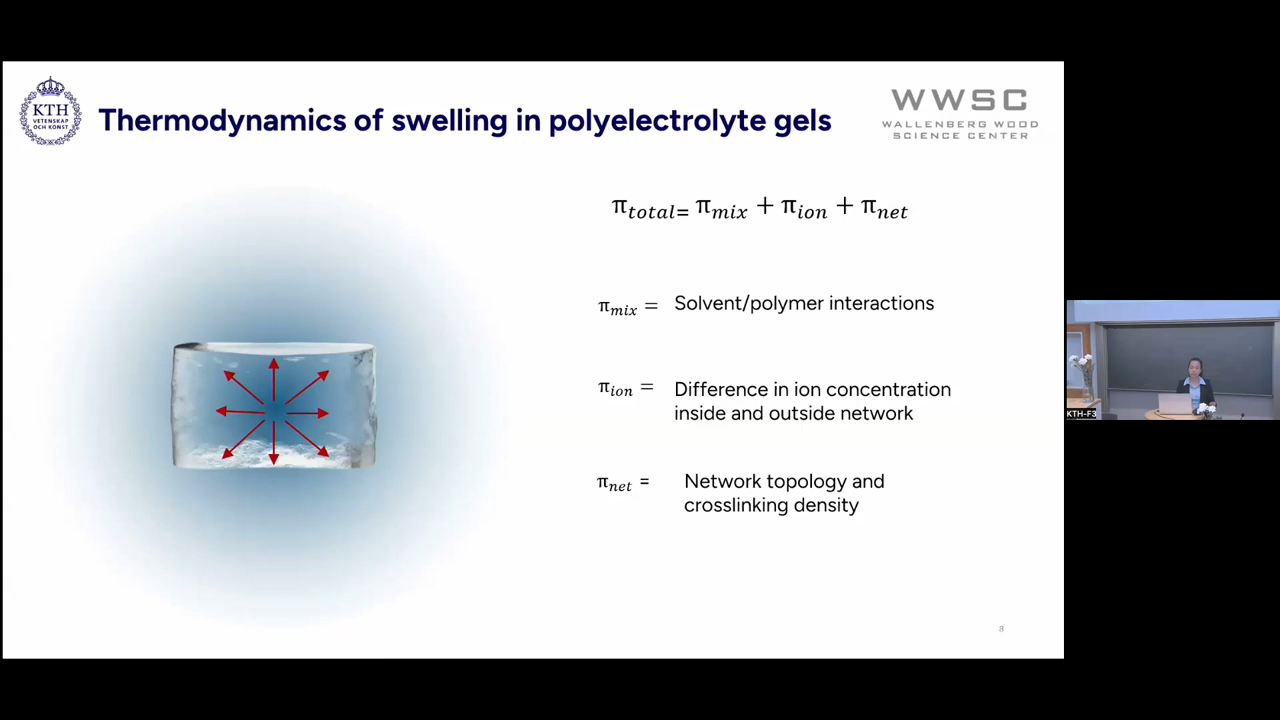 KTH
VETENSKAP
OCH KONST
Thermodynamics of swelling in polyelectrolyte gels
WWSC
WALLENBERG WOOD
SCIENCE CENTER
π_total= π_mix + π_ion + π_net
π_mix = Solvent/polymer interactions
π_ion = Difference in ion concentration
inside and outside network
π_net = Network topology and
crosslinking density
8
KTH-F3